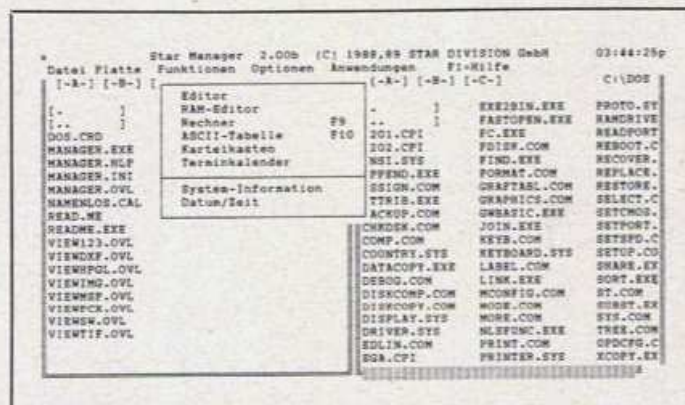 Star Manager 2.00b (C) 1988,89 STAR DIVISION GmbH 03:44:25p
Datei Platte Funktionen Optionen Anwendungen F1=Hilfe
[-A-] [-B-] [ [-A-] [-B-] [-C-] C:\DOS
Editor
RAM-Editor
Rechner F9
ASCII-Tabelle F10
Karteikasten
Terminkalender
System-Information
Datum/Zeit
[. ]
[.. ]
DOS.CRD
MANAGER.EXE
MANAGER.HLP
MANAGER.INI
MANAGER.OVL
NAMENLOS.CAL
READ.ME
README.EXE
VIEW123.OVL
VIEWDXF.OVL
VIEWHPGL.OVL
VIEWIMG.OVL
VIEWMSP.OVL
VIEWPCX.OVL
VIEWSW.OVL
VIEWTIF.OVL
. ] EXE2BIN.EXE PROTO.SY
.. ] FASTOPEN.EXE RAMDRIVE
201.CPI FC.EXE READPORT
202.CPI FDISK.COM REBOOT.C
NSI.SYS FIND.EXE RECOVER.
PPEND.EXE FORMAT.COM REPLACE.
SSIGN.COM GRAFTABL.COM RESTORE.
TTRIB.EXE GRAPHICS.COM SELECT.C
ACKUP.COM GWBASIC.EXE SETCMOS.
CHKDSK.COM JOIN.EXE SETPORT.
COMP.COM KEYB.COM SETSPD.C
COUNTRY.SYS KEYBOARD.SYS SETUP.CO
DATACOPY.EXE LABEL.COM SHARE.EX
DEBUG.COM LINK.EXE SORT.EXE
DISKCOMP.COM MCONFIG.COM ST.COM
DISKCOPY.COM MODE.COM SUBST.EX
DISPLAY.SYS MORE.COM SYS.COM
DRIVER.SYS NLSFUNC.EXE TREE.COM
EDLIN.COM PRINT.COM UPDCFG.C
EGA.CPI PRINTER.SYS XCOPY.EX